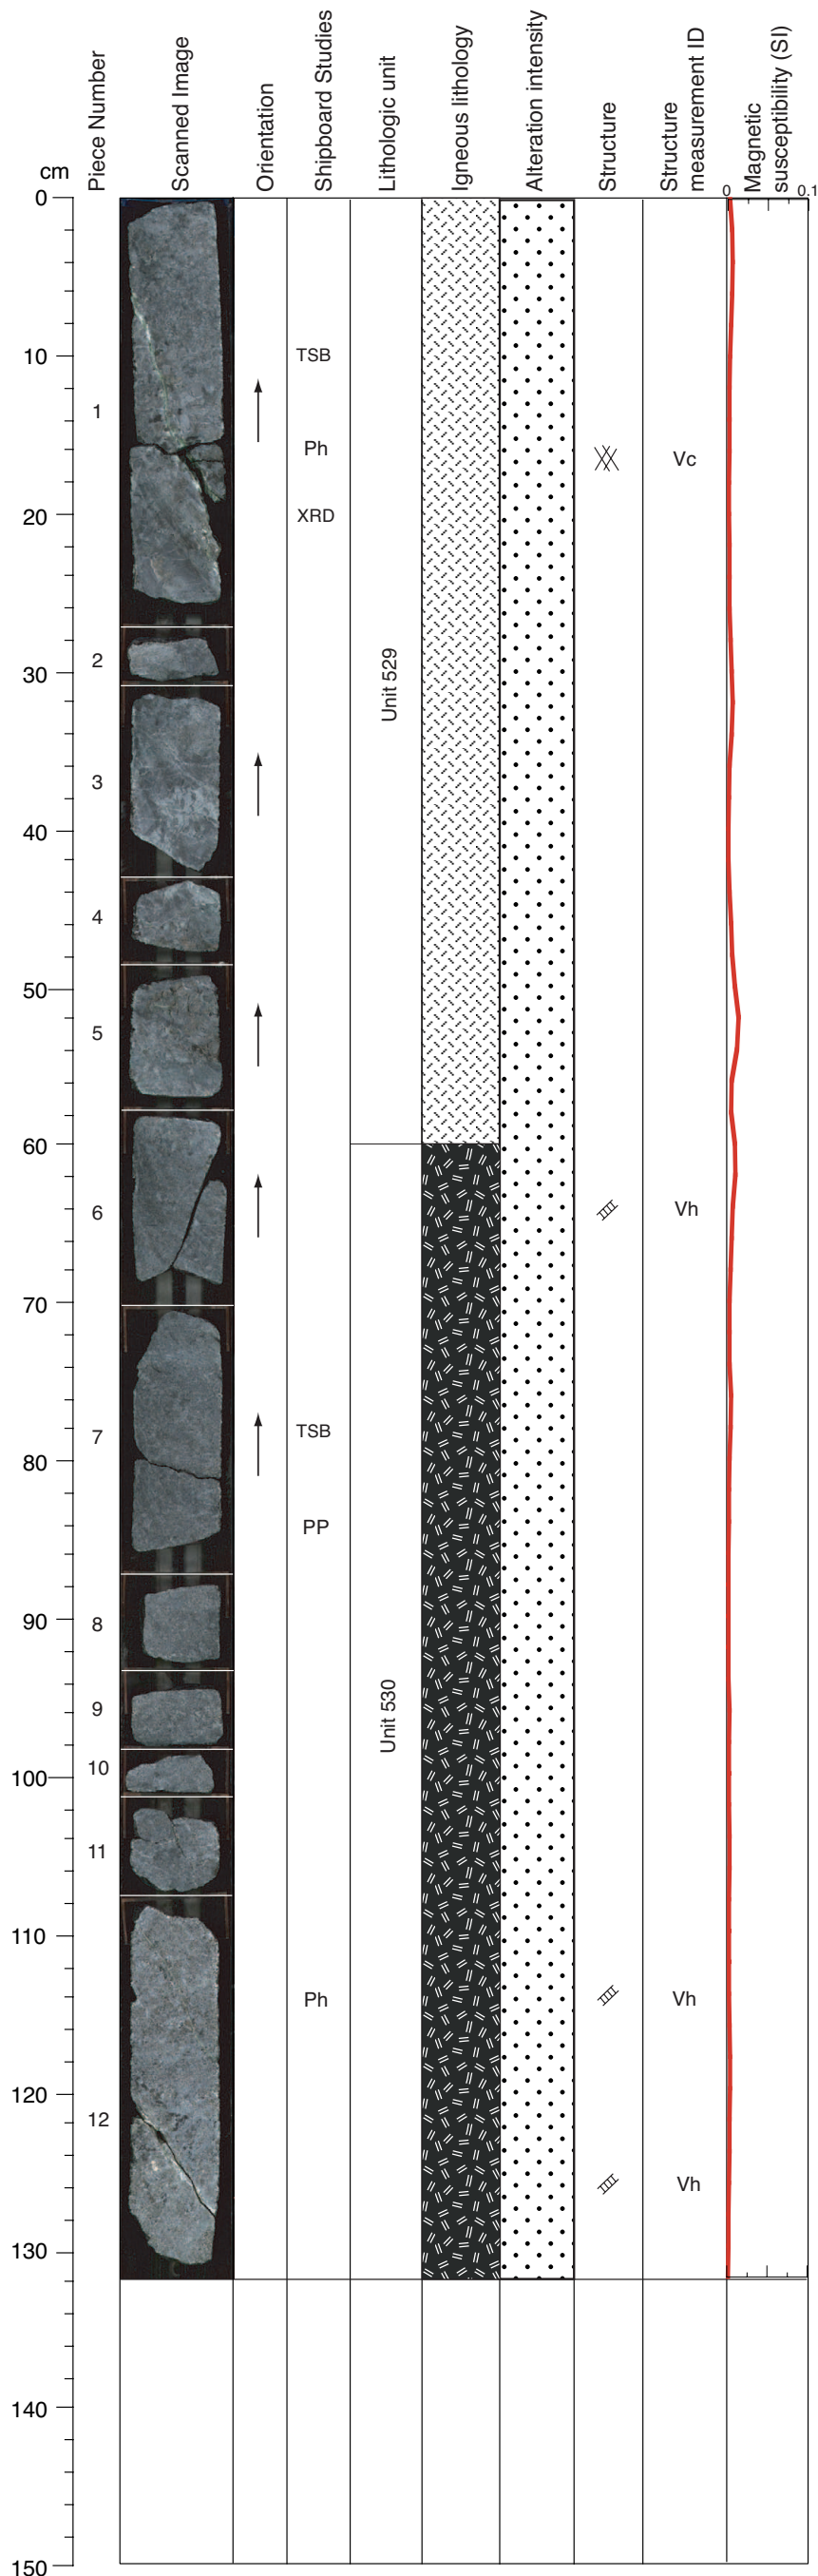 cm
Piece Number
Scanned Image
Orientation
Shipboard Studies
Lithologic unit
Igneous lithology
Alteration intensity
Structure
Structure
measurement ID
Magnetic
susceptibility (SI)
0 0.1
0
10
20
30
40
50
60
70
80
90
100
110
120
130
140
150
1
2
3
4
5
6
7
8
9
10
11
12
TSB
Ph
XRD
TSB
PP
Ph
Unit 529
Unit 530
Vc
Vh
Vh
Vh